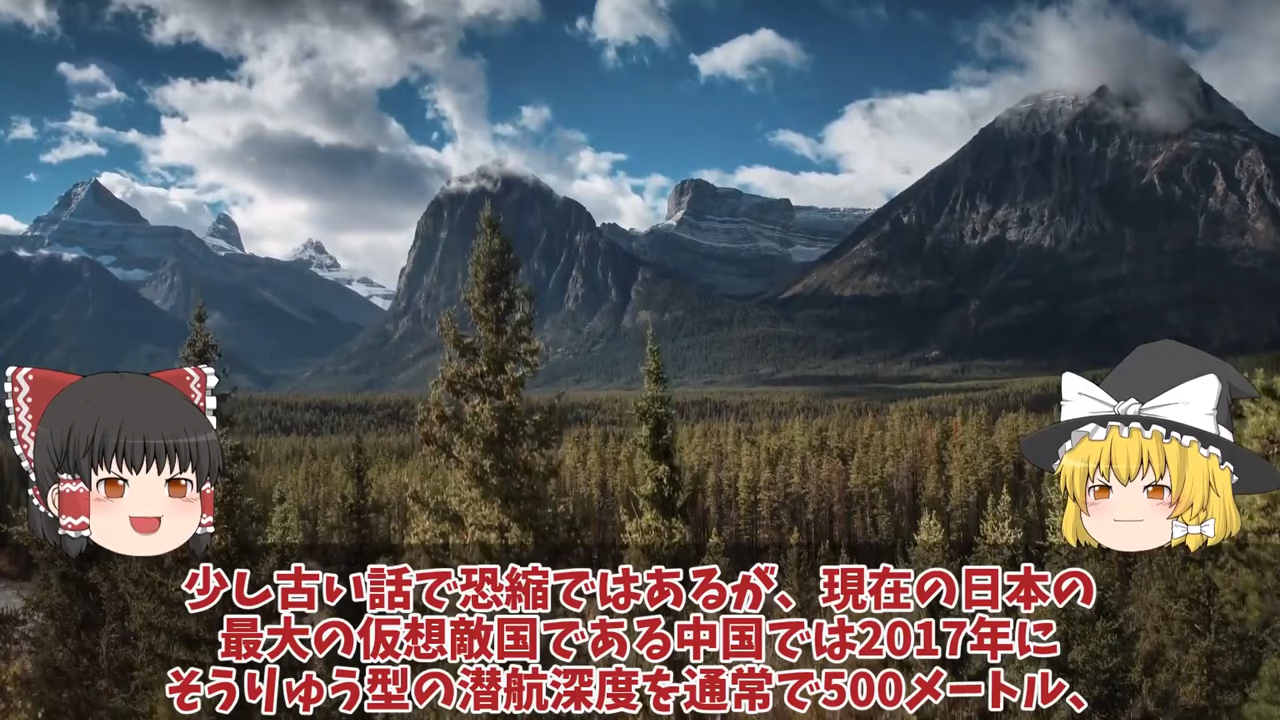 少し古い話で恐縮ではあるが、現在の日本の
最大の仮想敵国である中国では2017年に
そうりゅう型の潜航深度を通常で500メートル、